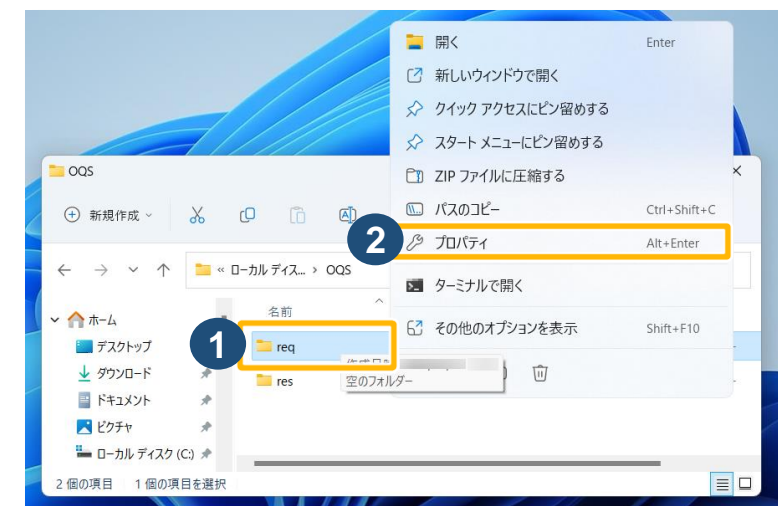 開く Enter
新しいウィンドウで開く
クイック アクセスにピン留めする
スタート メニューにピン留めする
ZIP ファイルに圧縮する
パスのコピー Ctrl+Shift+C
2 プロパティ Alt+Enter
ターミナルで開く
その他のオプションを表示 Shift+F10
OQS
新規作成
« ローカル ディス... › OQS
名前
1 req
res
空のフォルダー
ホーム
デスクトップ
ダウンロード
ドキュメント
ピクチャ
ローカル ディスク (C:)
2 個の項目 1 個の項目を選択